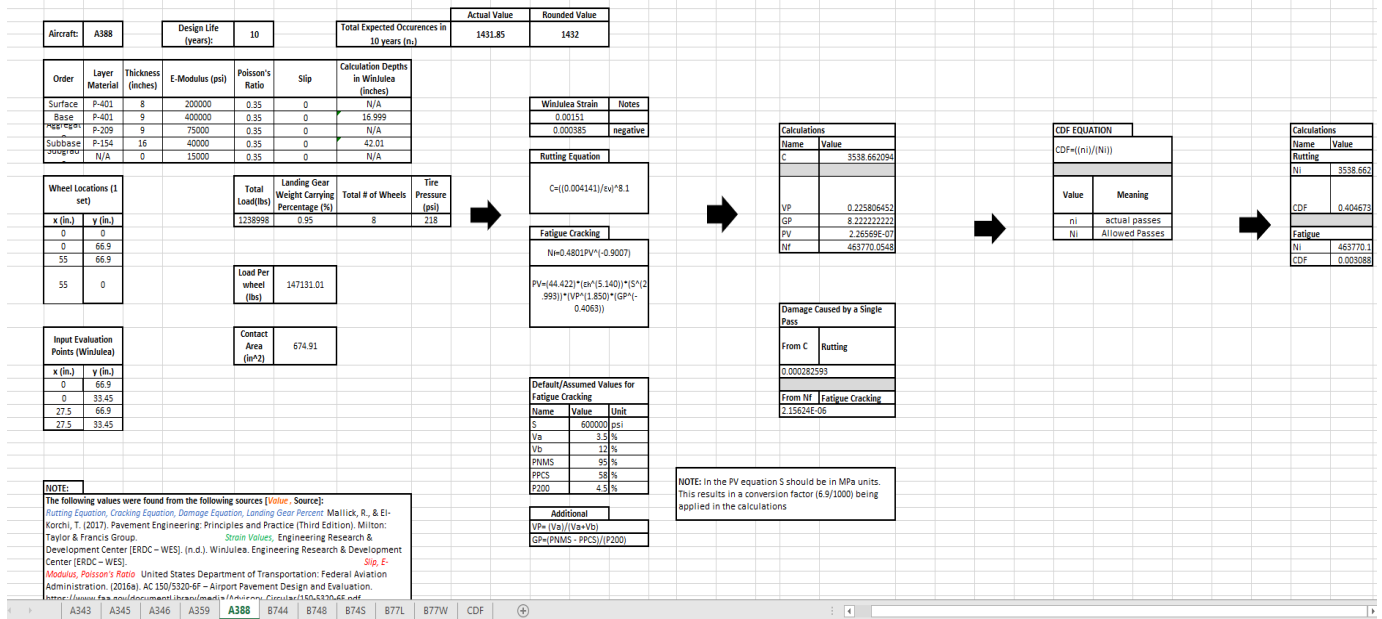 Actual Value Rounded Value
Aircraft: A388 Design Life (years): 10 Total Expected Occurences in 10 years (nᵢ) 1431.85 1432
Order Layer Material Thickness (inches) E-Modulus (psi) Poisson's Ratio Slip Calculation Depths in WinJulea (inches)
Surface P-401 8 200000 0.35 0 N/A
Base P-401 9 400000 0.35 0 16.999
P-209 9 75000 0.35 0 N/A
Subbase P-154 16 40000 0.35 0 42.01
N/A 0 15000 0.35 0 N/A
Wheel Locations (1 set)
x (in.) y (in.)
0 0
0 66.9
55 66.9
55 0
Total Load(lbs) Landing Gear Weight Carrying Percentage (%) Total # of Wheels Tire Pressure (psi)
1238998 0.95 8 218
Load Per wheel (lbs) 147131.01
Contact Area (in^2) 674.91
Input Evaluation Points (WinJulea)
x (in.) y (in.)
0 66.9
0 33.45
27.5 66.9
27.5 33.45
WinJulea Strain Notes
0.00151
0.000385 negative
Rutting Equation
C=((0.004141)/εv)^8.1
Fatigue Cracking
Ni=0.4801PV^(-0.9007)
PV=(44.422)*(εh^(5.140))*(S^(2
.993))*(VP^(1.850)*(GP^(-
0.4063))
Default/Assumed Values for
Fatigue Cracking
Name Value Unit
S 600000 psi
Va 3.5 %
Vb 12 %
PNMS 95 %
PPCS 58 %
P200 4.5 %
Additional
VP= (Va)/(Va+Vb)
GP=(PNMS - PPCS)/(P200)
Calculations
Name Value
C 3538.662094
VP 0.225806452
GP 8.222222222
PV 2.26569E-07
Nf 463770.0548
Damage Caused by a Single
Pass
From C Rutting
0.000282593
From Nf Fatigue Cracking
2.15624E-06
NOTE: In the PV equation S should be in MPa units.
This results in a conversion factor (6.9/1000) being
applied in the calculations
CDF EQUATION
CDF=((ni)/(Ni))
Value Meaning
ni actual passes
Ni Allowed Passes
Calculations
Name Value
Rutting
Ni 3538.662
CDF 0.404673
Fatigue
Ni 463770.1
CDF 0.003088
NOTE:
The following values were found from the following sources [Value , Source]:
Rutting Equation, Cracking Equation, Damage Equation, Landing Gear Percent Mallick, R., & El-
Korchi, T. (2017). Pavement Engineering: Principles and Practice (Third Edition). Milton:
Taylor & Francis Group. Strain Values, Engineering Research &
Development Center [ERDC – WES]. (n.d.). WinJulea. Engineering Research & Development
Center [ERDC – WES]. Slip, E-
Modulus, Poisson's Ratio United States Department of Transportation: Federal Aviation
Administration. (2016a). AC 150/5320-6F – Airport Pavement Design and Evaluation.
A343 A345 A346 A359 A388 B744 B748 B74S B77L B77W CDF